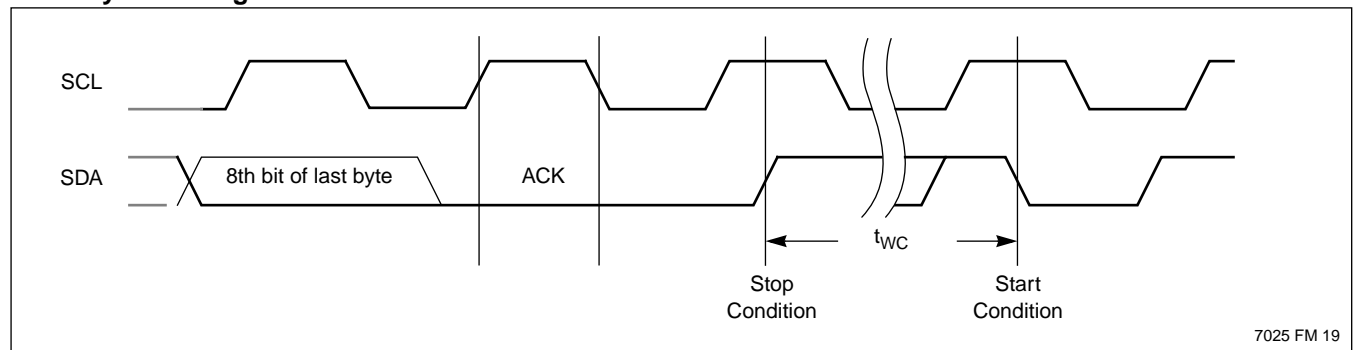 SCL
SDA
8th bit of last byte
ACK
tWC
Stop
Condition
Start
Condition
7025 FM 19